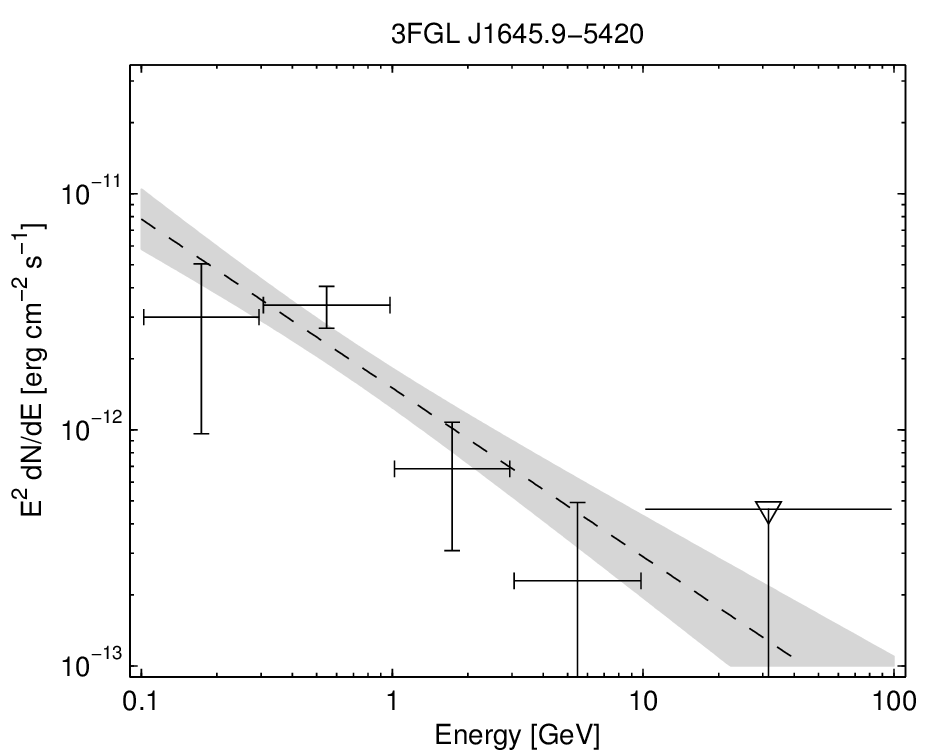 3FGL J1645.9−5420
10⁻¹¹
10⁻¹²
10⁻¹³
E² dN/dE [erg cm⁻² s⁻¹]
0.1 1 10 100
Energy [GeV]